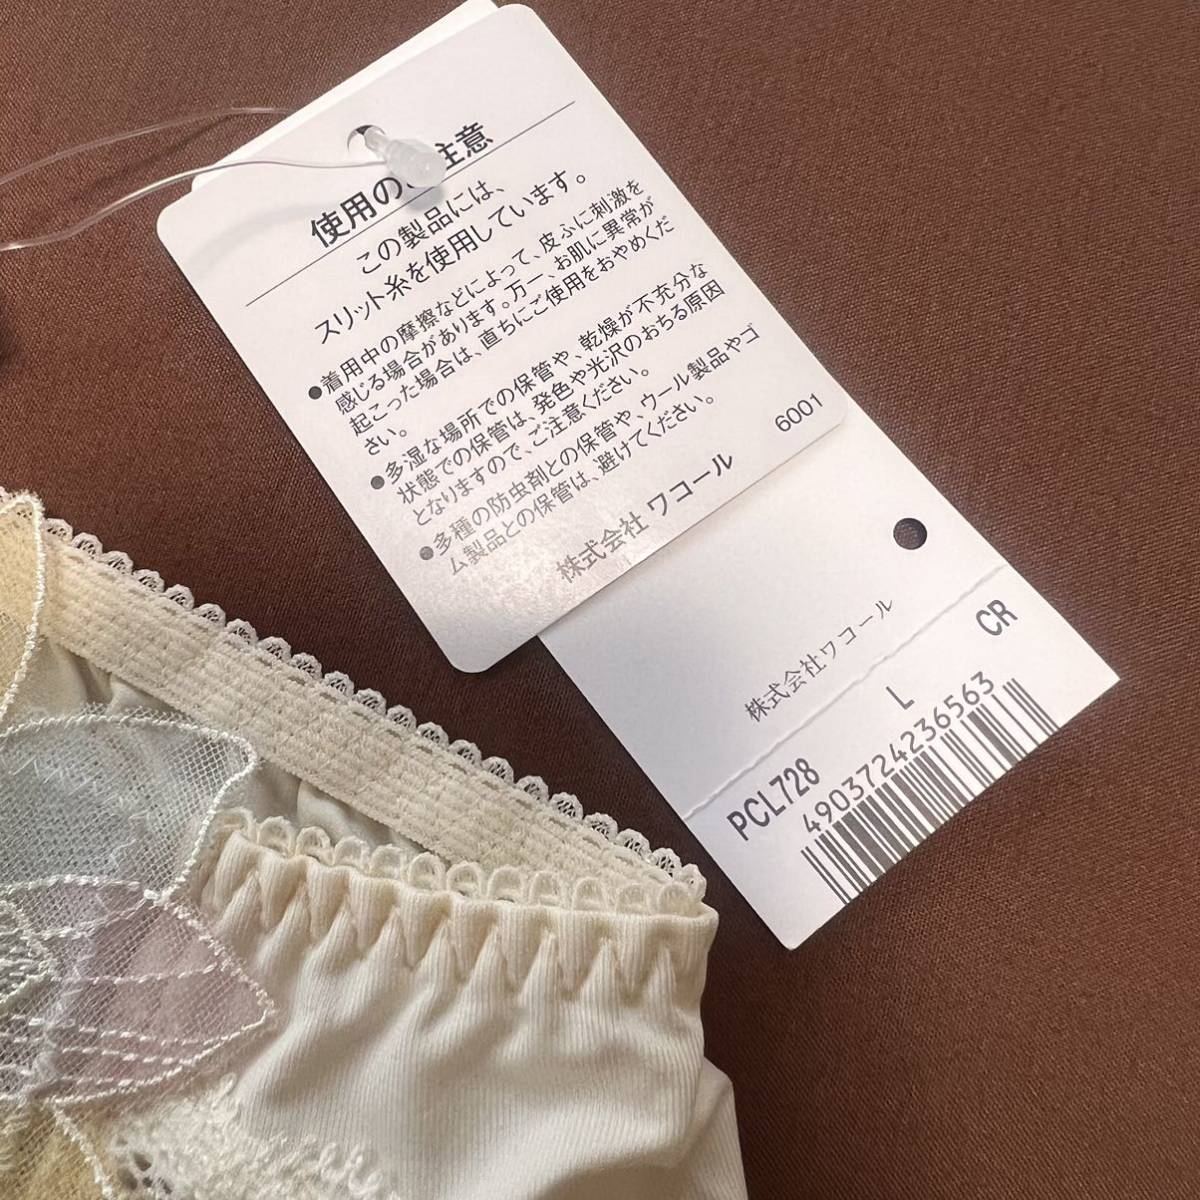 使用のご注意
この製品には、
スリット糸を使用しています。
●着用中の摩擦などによって、皮ふに刺激を
感じる場合があります。万一、お肌に異常が
起こった場合は、直ちにご使用をおやめくだ
さい。
●多湿な場所での保管や、乾燥が不充分な
状態での保管は、発色や光沢のおちる原因
となりますので、ご注意ください。
●多種の防虫剤との保管や、ウール製品やゴ
ム製品との保管は、避けてください。
株式会社 ワコール
6001
株式会社ワコール
CR
L
PCL728
4903724236563